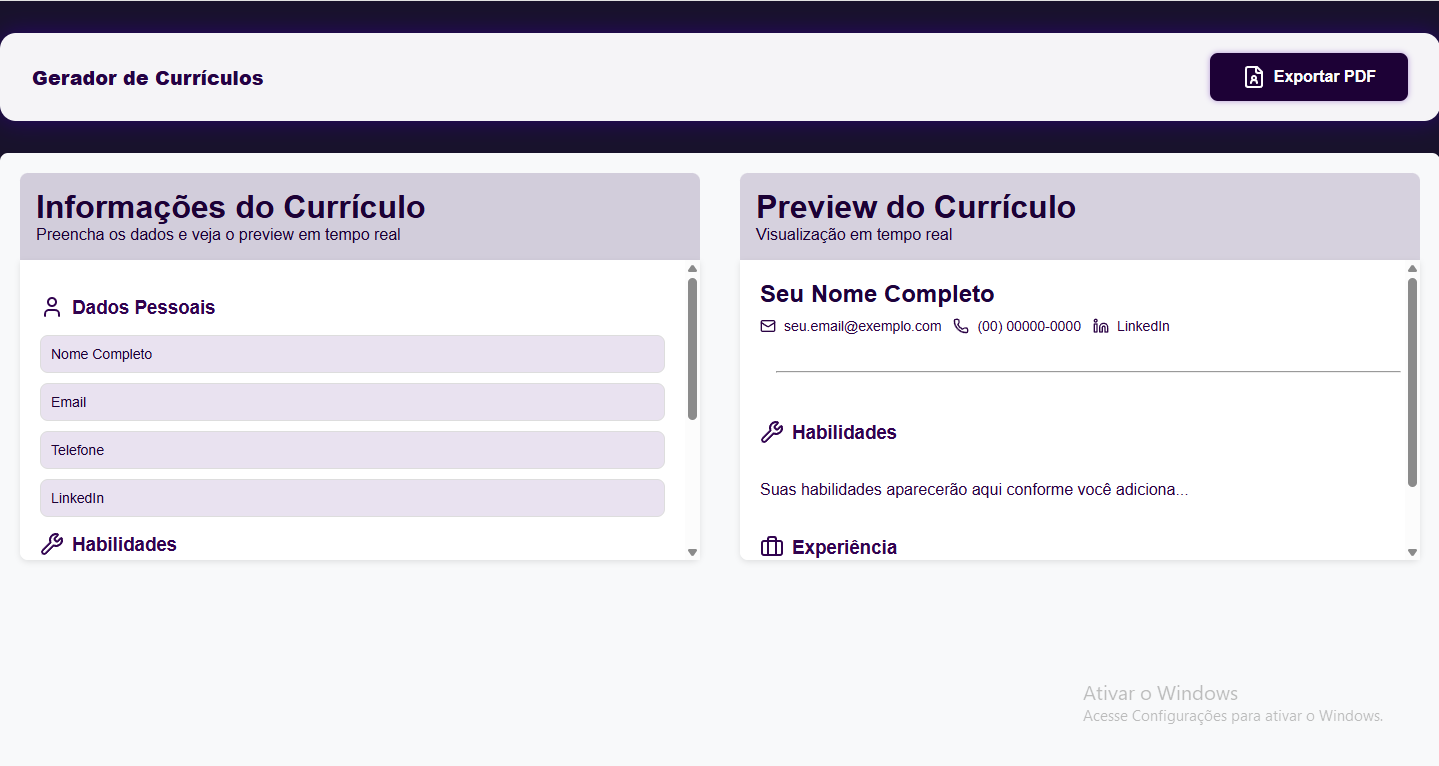 Gerador de Currículos
Exportar PDF
Informações do Currículo
Preencha os dados e veja o preview em tempo real
Dados Pessoais
Nome Completo
Email
Telefone
LinkedIn
Habilidades
Preview do Currículo
Visualização em tempo real
Seu Nome Completo
seu.email@exemplo.com (00) 00000-0000 LinkedIn
Habilidades
Suas habilidades aparecerão aqui conforme você adiciona...
Experiência
Ativar o Windows
Acesse Configurações para ativar o Windows.